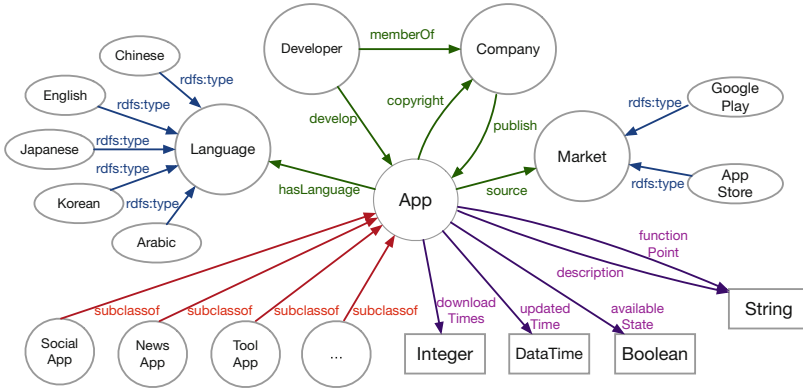 Chinese
Developer
memberOf
Company
rdfs:type
English
rdfs:type
copyright
Google
Play
rdfs:type
develop
publish
Japanese
rdfs:type
Language
Market
rdfs:type
Korean
rdfs:type
hasLanguage
App
source
rdfs:type
App
Store
Arabic
function
Point
description
subclassof
subclassof
subclassof
subclassof
download
Times
updated
Time
available
State
String
Social
App
News
App
Tool
App
...
Integer
DataTime
Boolean